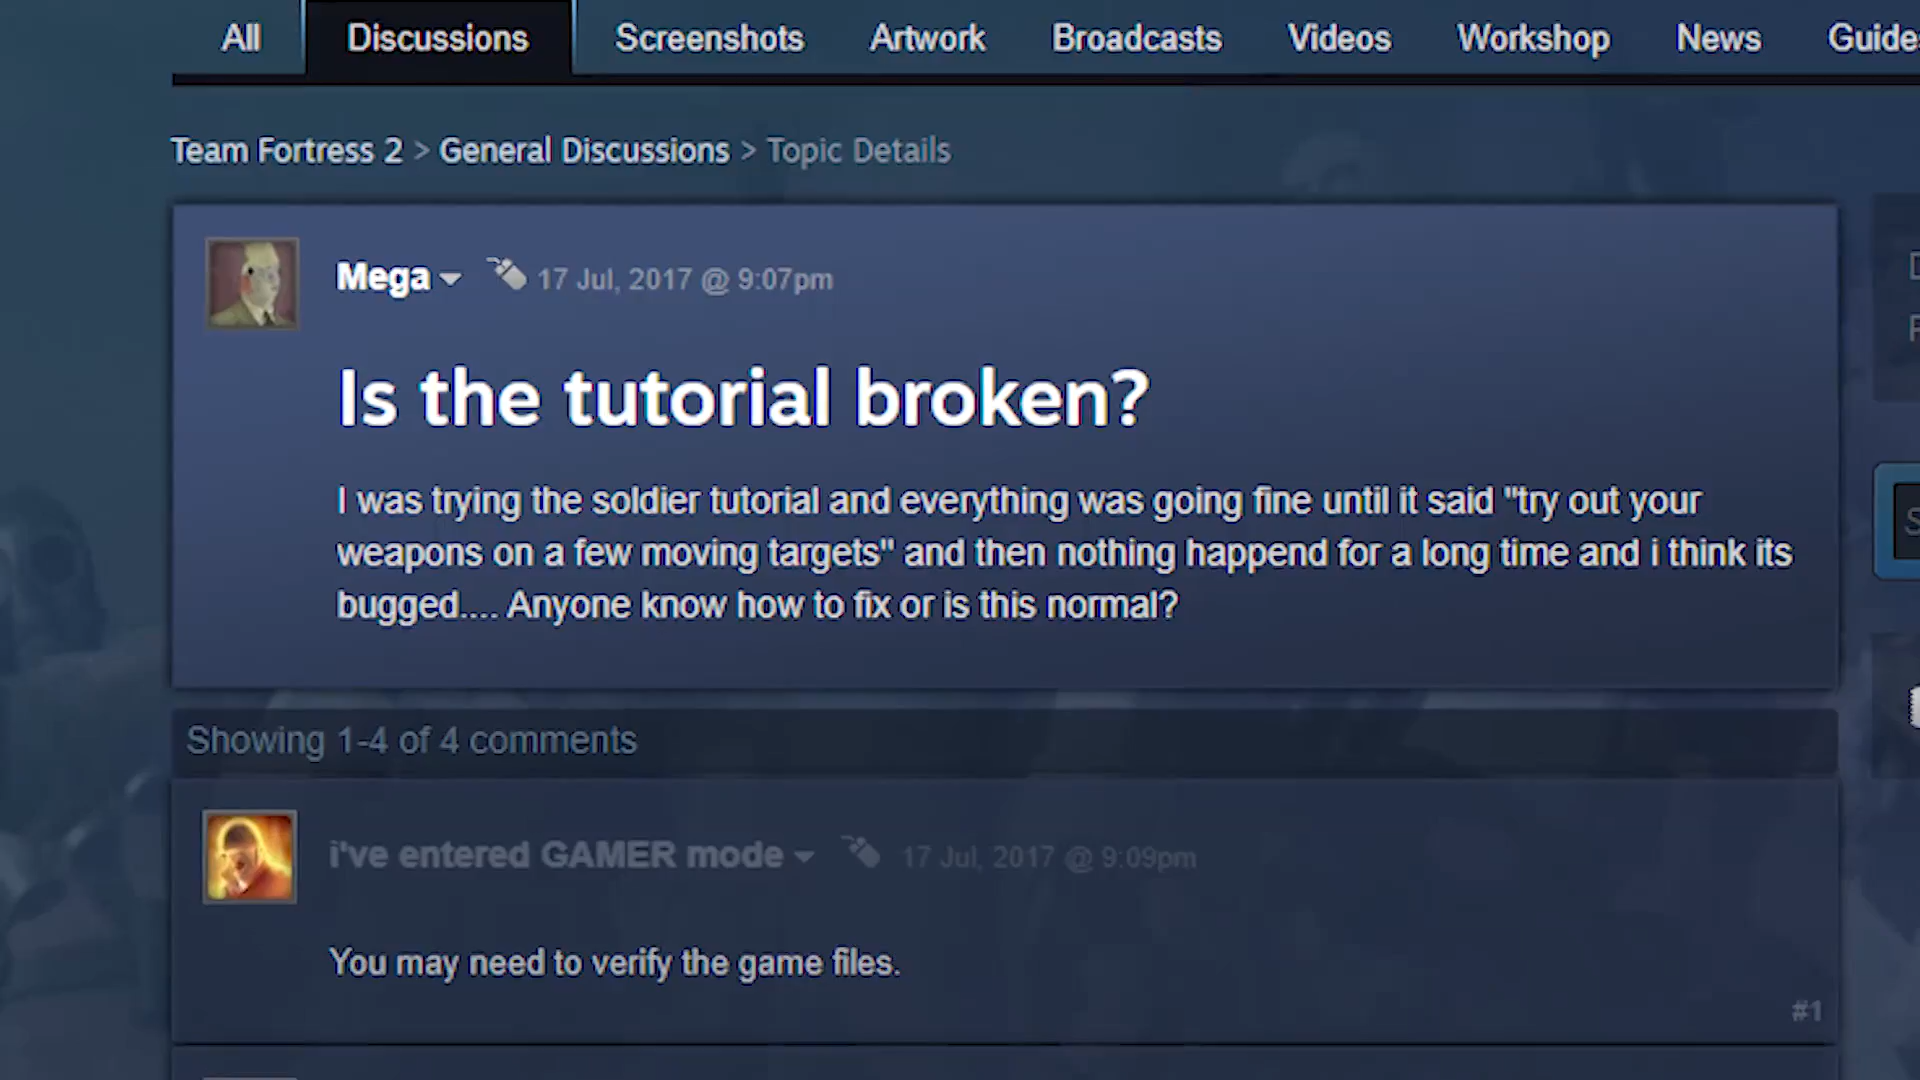 All Discussions Screenshots Artwork Broadcasts Videos Workshop News Guide
Team Fortress 2 > General Discussions > Topic Details
Mega 17 Jul, 2017 @ 9:07pm
Is the tutorial broken?
I was trying the soldier tutorial and everything was going fine until it said "try out your
weapons on a few moving targets" and then nothing happend for a long time and i think its
bugged.... Anyone know how to fix or is this normal?
Showing 1-4 of 4 comments
i've entered GAMER mode 17 Jul, 2017 @ 9:09pm
You may need to verify the game files.
#1